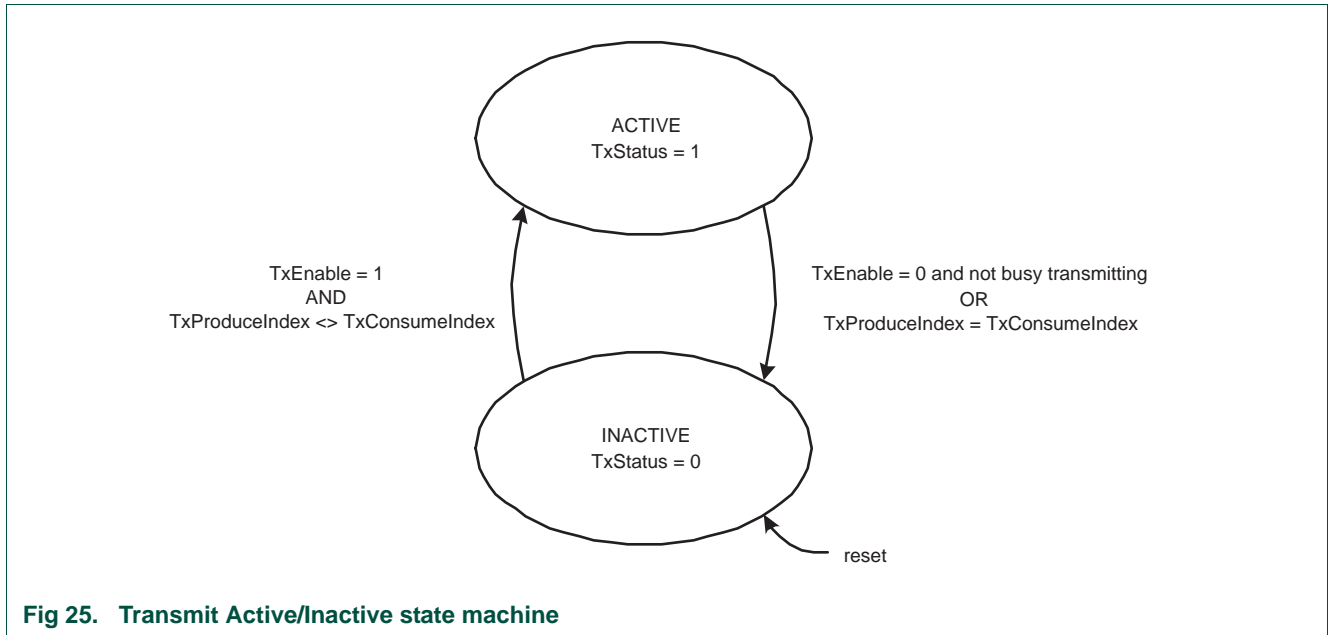 ACTIVE
TxStatus = 1
TxEnable = 1
AND
TxProduceIndex <> TxConsumeIndex
TxEnable = 0 and not busy transmitting
OR
TxProduceIndex = TxConsumeIndex
INACTIVE
TxStatus = 0
reset
Fig 25. Transmit Active/Inactive state machine